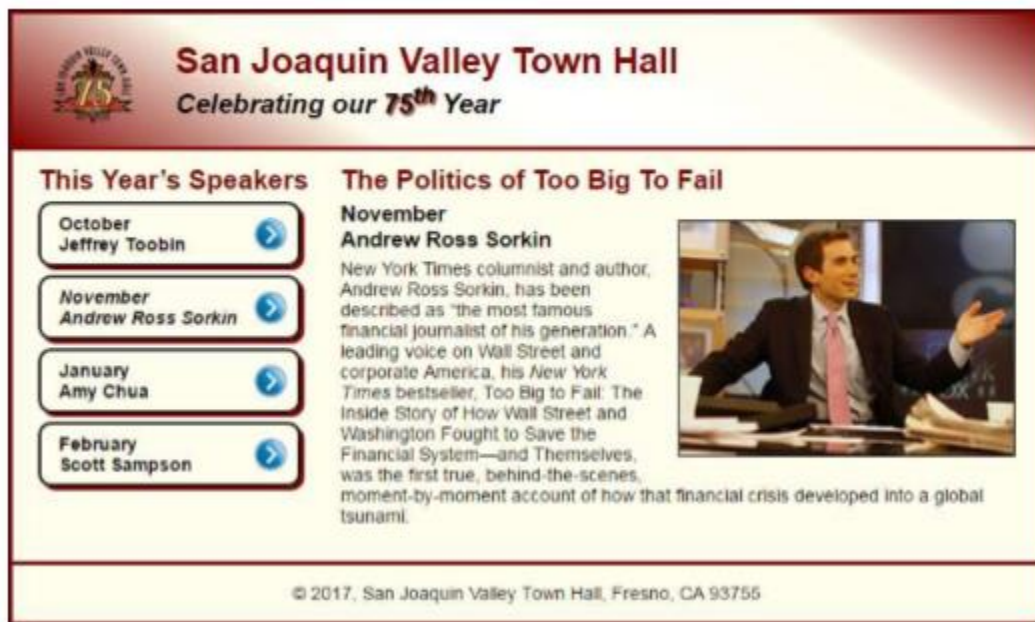 San Joaquin Valley Town Hall
Celebrating our 75th Year
75
This Year's Speakers
October
Jeffrey Toobin
November
Andrew Ross Sorkin
January
Amy Chua
February
Scott Sampson
The Politics of Too Big To Fail
November
Andrew Ross Sorkin
New York Times columnist and author,
Andrew Ross Sorkin, has been
described as "the most famous
financial journalist of his generation." A
leading voice on Wall Street and
corporate America, his New York
Times bestseller, Too Big to Fail: The
Inside Story of How Wall Street and
Washington Fought to Save the
Financial System—and Themselves,
was the first true, behind-the-scenes,
moment-by-moment account of how that financial crisis developed into a global
tsunami.
© 2017, San Joaquin Valley Town Hall, Fresno, CA 93755